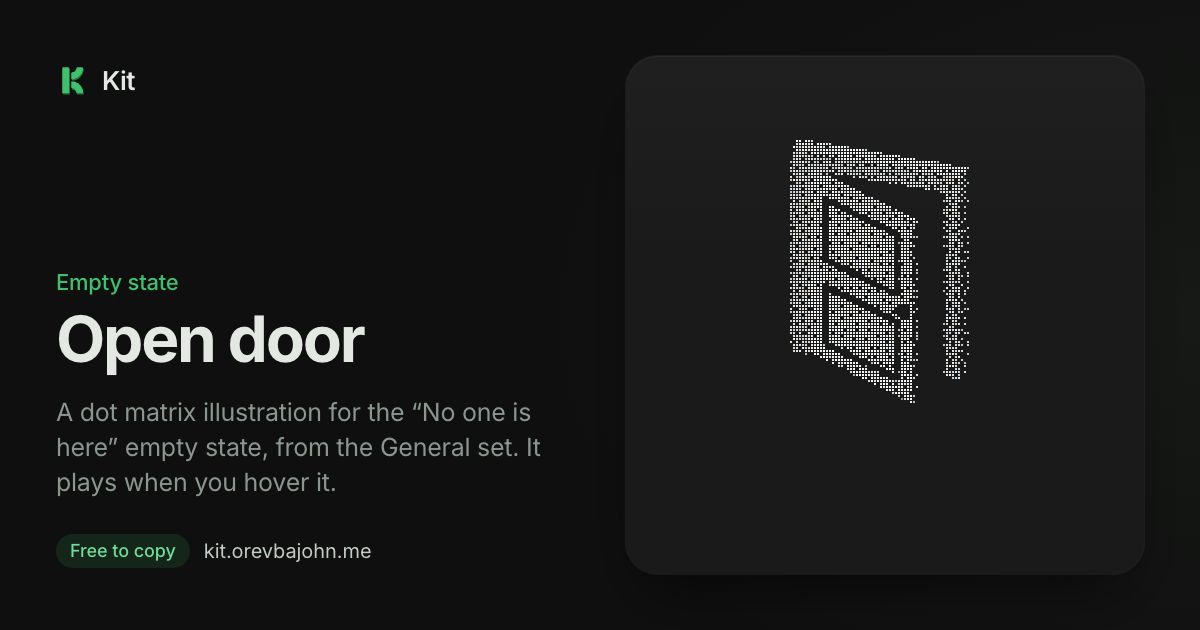 Kit
Empty state
Open door
A dot matrix illustration for the “No one is
here” empty state, from the General set. It
plays when you hover it.
Free to copy
kit.orevbajohn.me